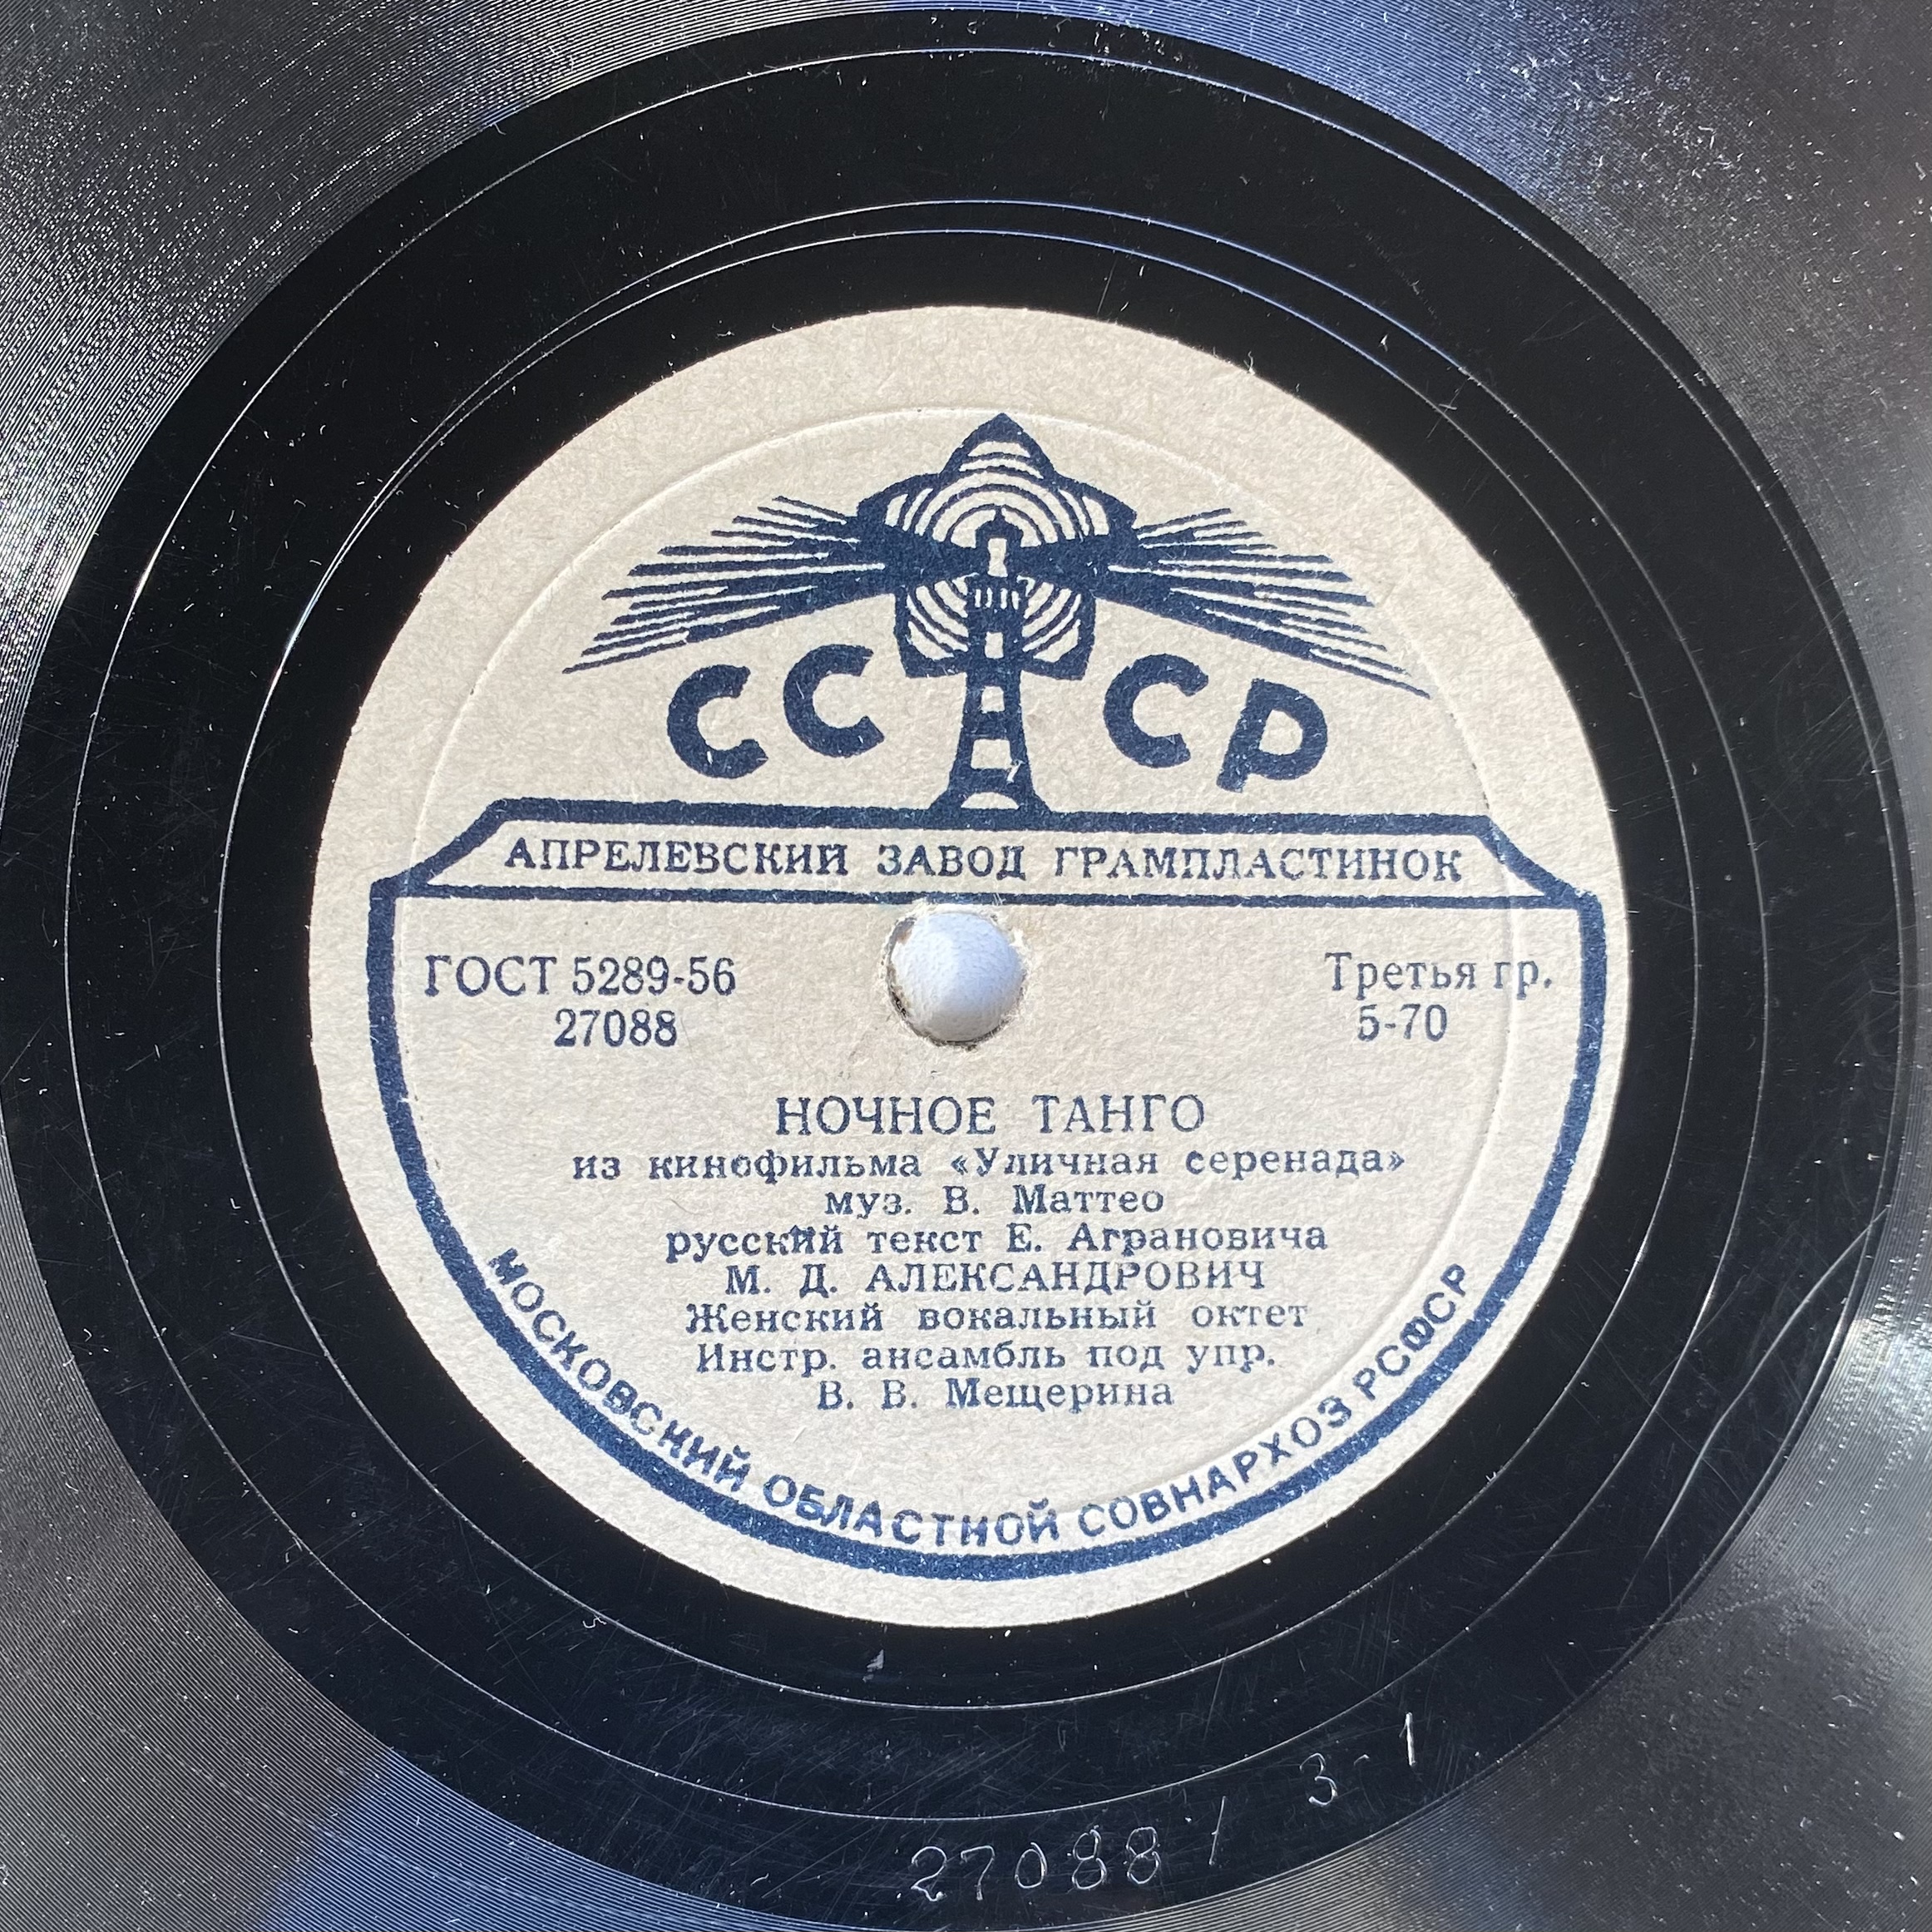 СССР
АПРЕЛЕВСКИЙ ЗАВОД ГРАМПЛАСТИНОК
ГОСТ 5289-56
27088
Третья гр.
5-70
НОЧНОЕ ТАНГО
из кинофильма «Уличная серенада»
муз. В. Маттео
русский текст Е. Аграновича
М. Д. АЛЕКСАНДРОВИЧ
Женский вокальный октет
Инстр. ансамбль под упр.
В. В. Мещерина
МОСКОВСКИЙ ОБЛАСТНОЙ СОВНАРХОЗ РСФСР
27088 / 3-1